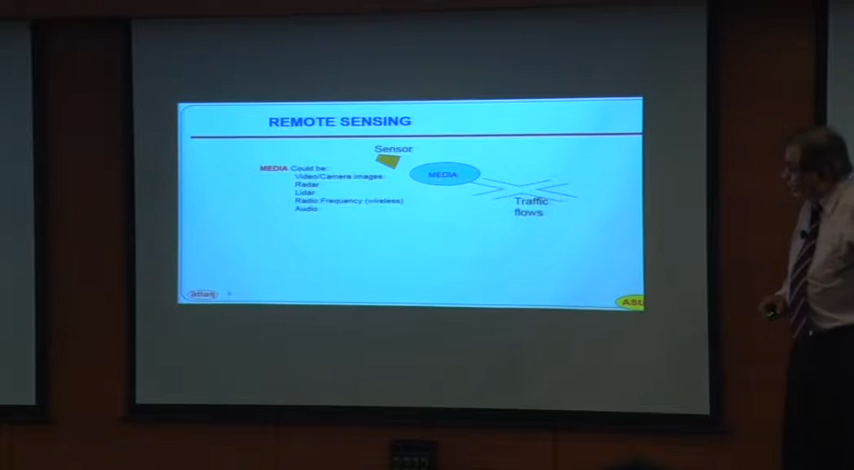 REMOTE SENSING
Sensor
MEDIA Could be:
Video/Camera images
Radar
Lidar
Radio Frequency (wireless)
Audio
MEDIA
Traffic
flows
atlas
ASU